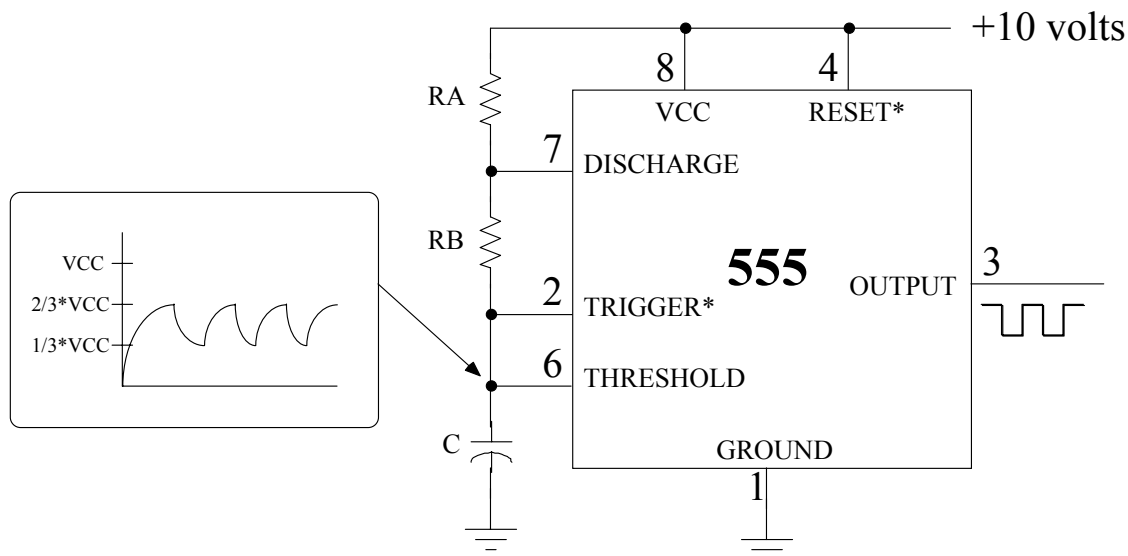 +10 volts
8
4
RA
VCC
RESET*
7
DISCHARGE
RB
555
3
VCC
OUTPUT
2/3*VCC
2
TRIGGER*
1/3*VCC
6
THRESHOLD
C
GROUND
1